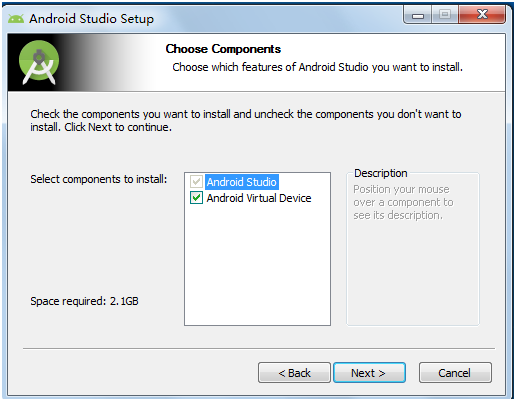 Android Studio Setup
Choose Components
Choose which features of Android Studio you want to install.
Check the components you want to install and uncheck the components you don't want to
install. Click Next to continue.
Select components to install:
Android Studio
Android Virtual Device
Description
Position your mouse
over a component to
see its description.
Space required: 2.1GB
< Back
Next >
Cancel